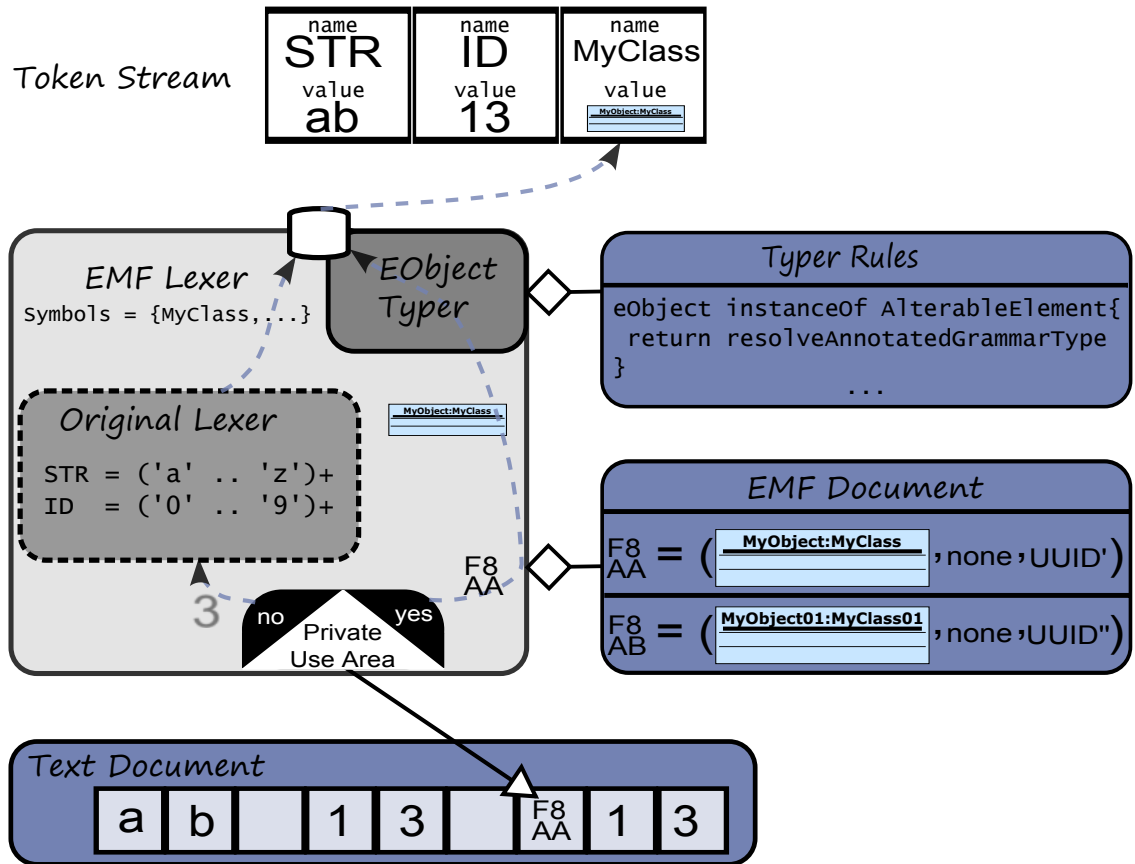 Token Stream
name name name
STR ID MyClass
value value value
ab 13 MyObject:MyClass
EMF Lexer
Symbols = {MyClass,...}
EObject
Typer
Typer Rules
eObject instanceOf AlterableElement{
return resolveAnnotatedGrammarType
}
...
Original Lexer
STR = ('a' .. 'z')+
ID = ('0' .. '9')+
MyObject:MyClass
3
F8
AA
no
yes
Private
Use Area
EMF Document
F8
AA = (MyObject:MyClass ,none,UUID')
F8
AB = (MyObject01:MyClass01 ,none,UUID")
Text Document
a b 1 3 F8 AA 1 3